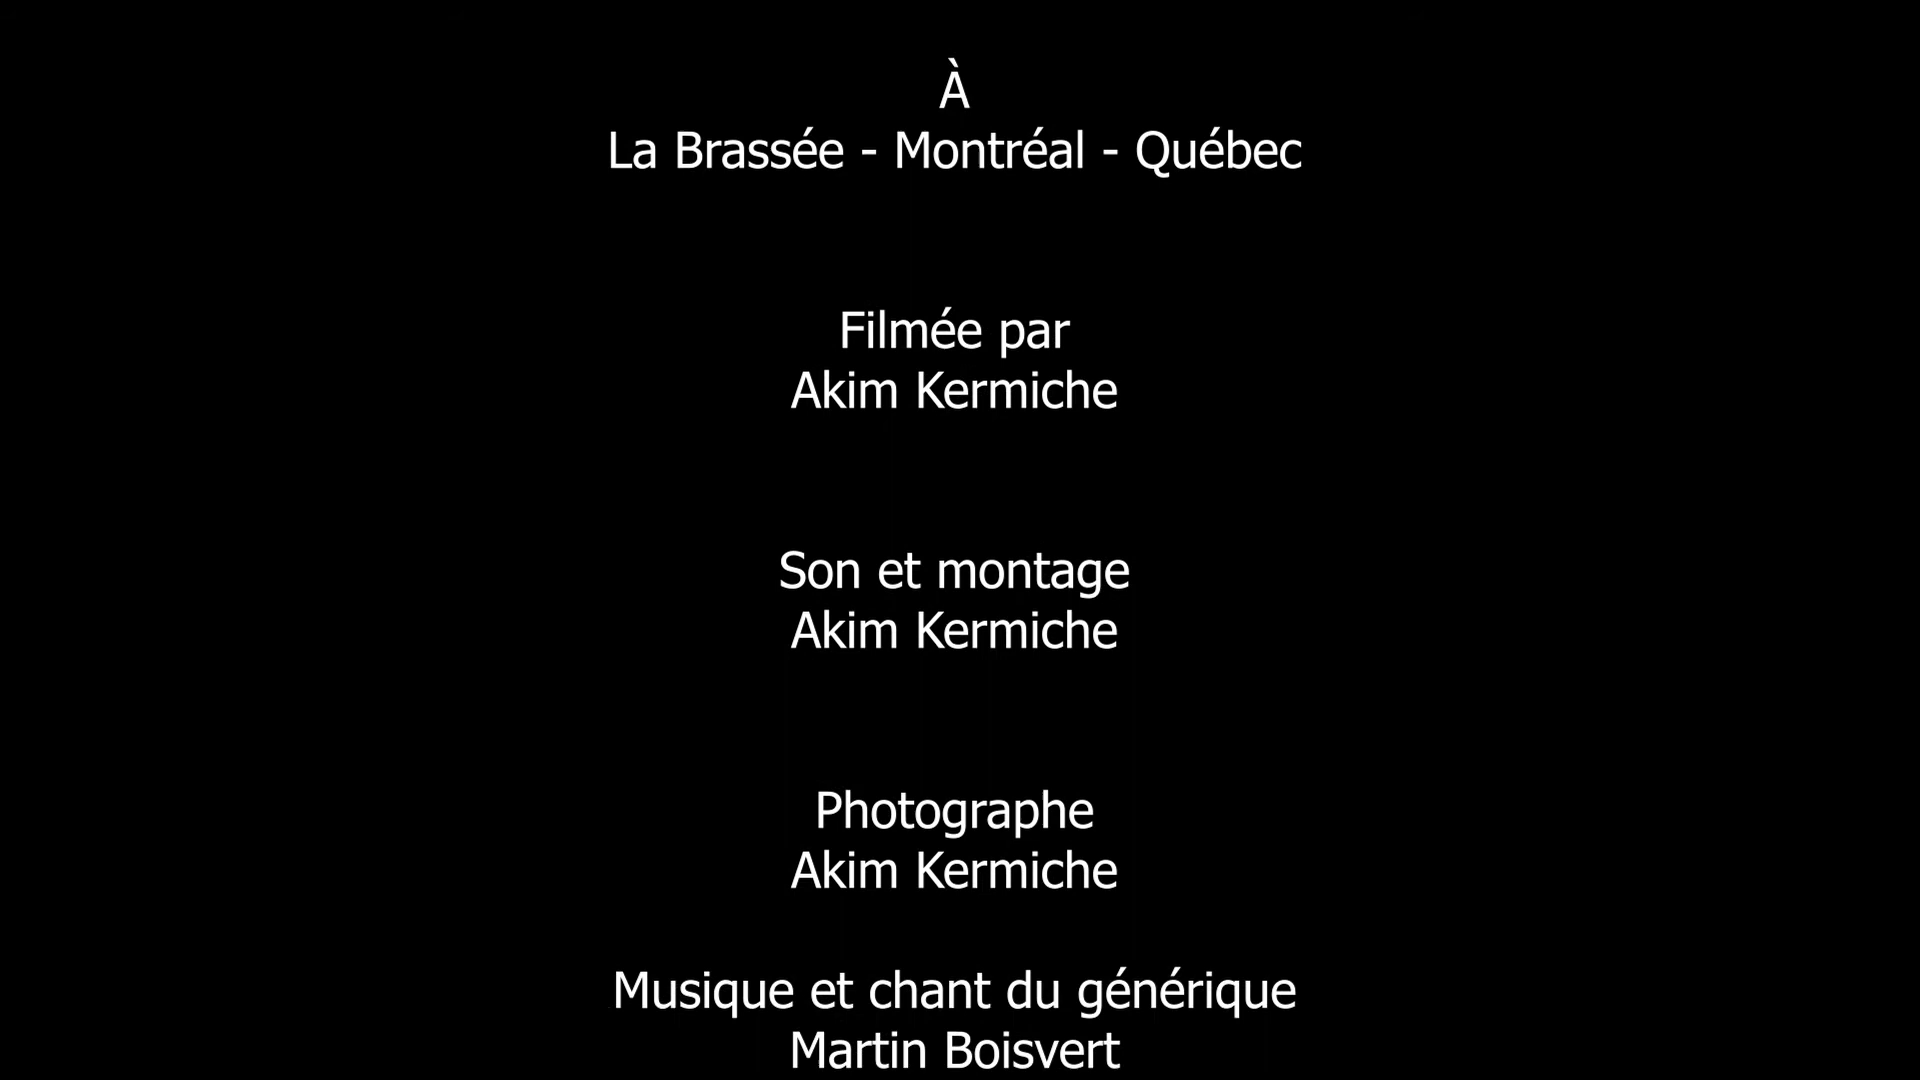 À
La Brassée - Montréal - Québec
Filmée par
Akim Kermiche
Son et montage
Akim Kermiche
Photographe
Akim Kermiche
Musique et chant du générique
Martin Boisvert